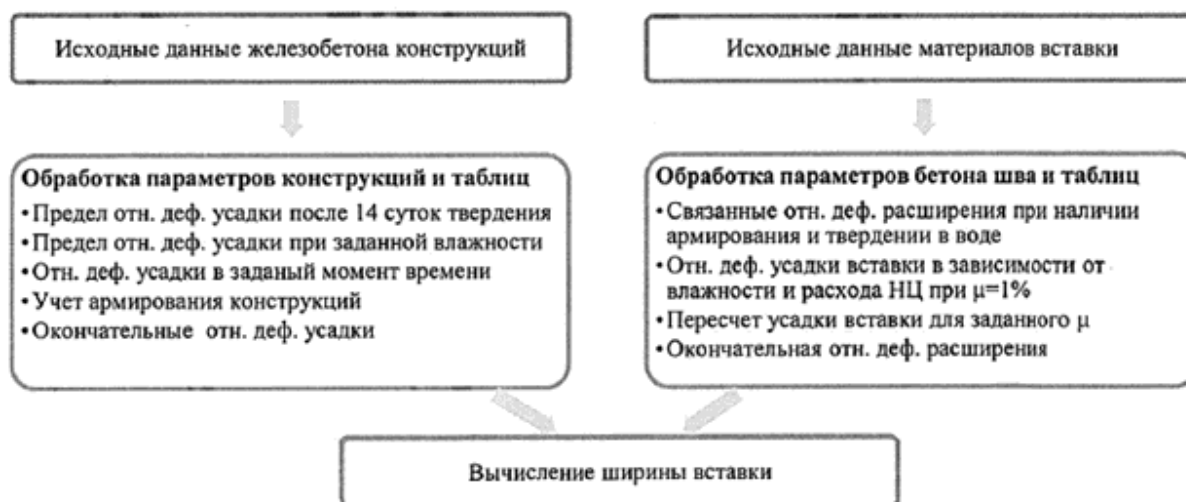 Исходные данные железобетона конструкций
Исходные данные материалов вставки
Обработка параметров конструкций и таблиц
•Предел отн. деф. усадки после 14 суток твердения
•Предел отн. деф. усадки при заданной влажности
•Отн. деф. усадки в заданый момент времени
•Учет армирования конструкций
•Окончательные отн. деф. усадки
Обработка параметров бетона шва и таблиц
•Связанные отн. деф. расширения при наличии
армирования и твердении в воде
•Отн. деф. усадки вставки в зависимости от
влажности и расхода НЦ при μ=1%
•Пересчет усадки вставки для заданного μ
•Окончательная отн. деф. расширения
Вычисление ширины вставки